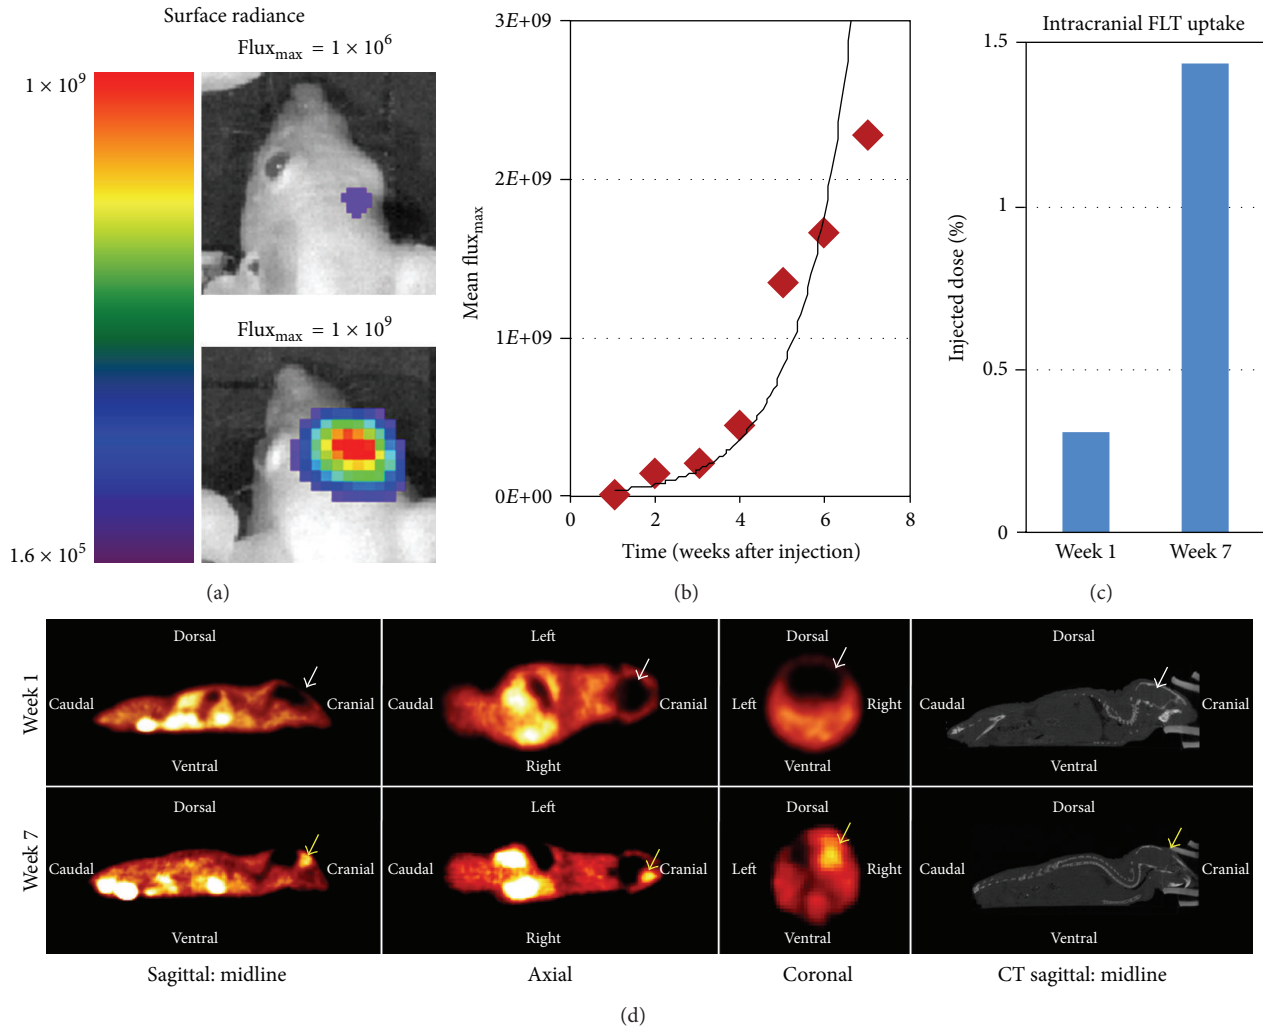 Surface radiance
Flux_max = 1 × 10^6
1 × 10^9
Flux_max = 1 × 10^9
1.6 × 10^5
(a)
3E+09
2E+09
1E+09
0.E+00
Mean flux_max
0 2 4 6 8
Time (weeks after injection)
(b)
Intracranial FLT uptake
1.5
1
0.5
0
Injected dose (%)
Week 1 Week 7
(c)
Week 1
Dorsal Left Dorsal Dorsal
Caudal Cranial Caudal Cranial Left Right Caudal Cranial
Ventral Right Ventral Ventral
Week 7
Dorsal Left Dorsal Dorsal
Caudal Cranial Caudal Cranial Left Right Caudal Cranial
Ventral Right Ventral Ventral
Sagittal: midline Axial Coronal CT sagittal: midline
(d)